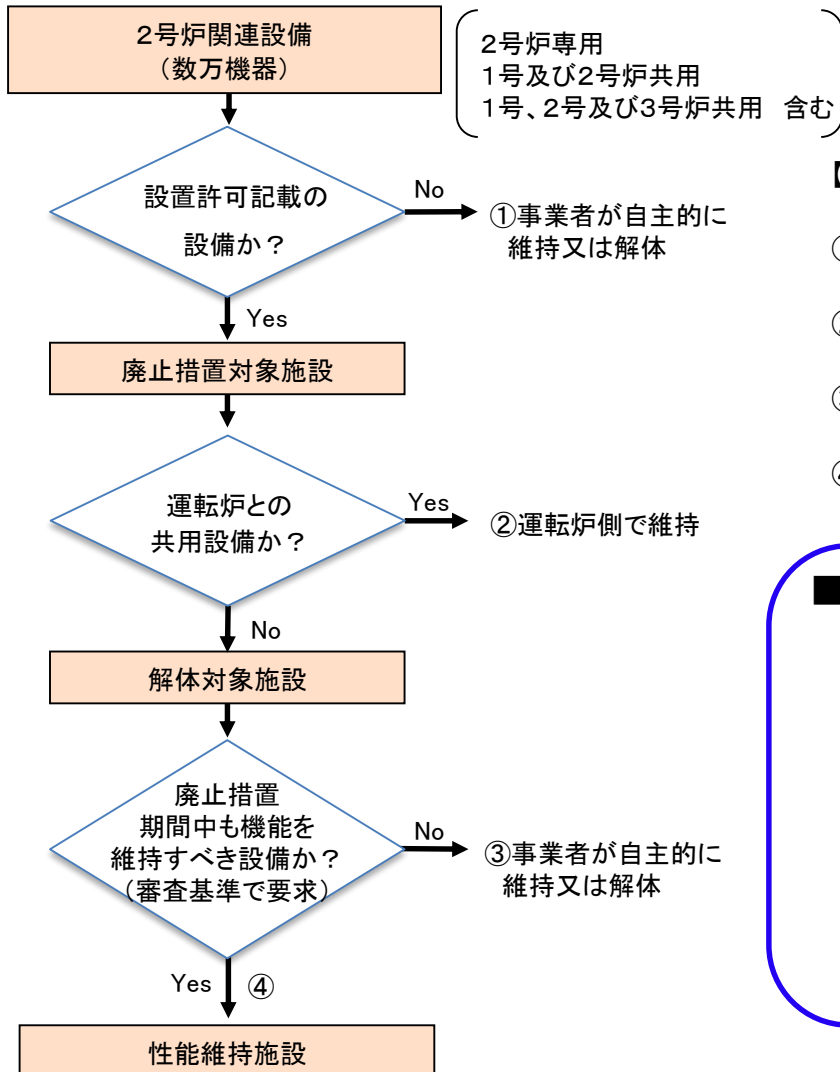 2号炉関連設備
(数万機器)
2号炉専用
1号及び2号炉共用
1号、2号及び3号炉共用 含む
設置許可記載の
設備か?
No
①事業者が自主的に
維持又は解体
Yes
廃止措置対象施設
運転炉との
共用設備か?
Yes
②運転炉側で維持
No
解体対象施設
廃止措置
期間中も機能を
維持すべき設備か?
(審査基準で要求)
No
③事業者が自主的に
維持又は解体
Yes ④
性能維持施設
■